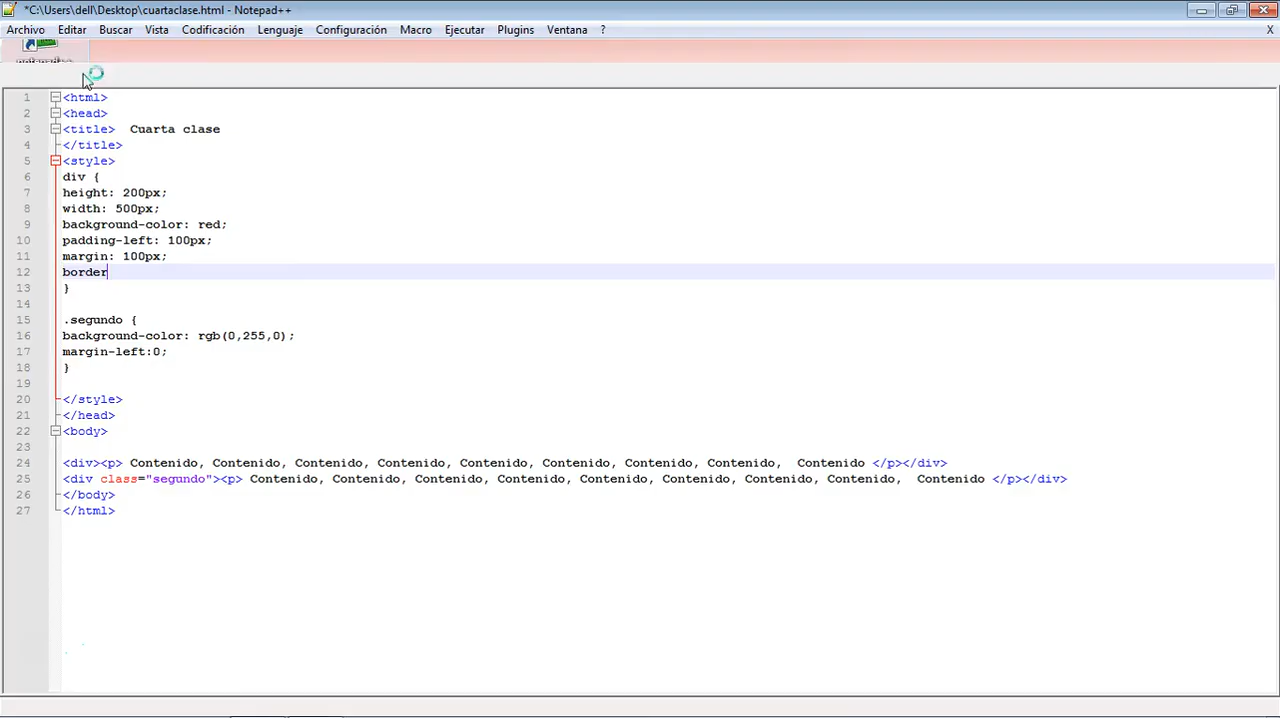 *C:\Users\dell\Desktop\cuartaclase.html - Notepad++
Archivo Editar Buscar Vista Codificación Lenguaje Configuración Macro Ejecutar Plugins Ventana ? X
1 <html>
2 <head>
3 <title>  Cuarta clase
4 </title>
5 <style>
6 div {
7 height: 200px;
8 width: 500px;
9 background-color: red;
10 padding-left: 100px;
11 margin: 100px;
12 border
13 }
14
15 .segundo {
16 background-color: rgb(0,255,0);
17 margin-left:0;
18 }
19
20 </style>
21 </head>
22 <body>
23
24 <div><p> Contenido, Contenido, Contenido, Contenido, Contenido, Contenido, Contenido, Contenido,  Contenido </p></div>
25 <div class="segundo"><p> Contenido, Contenido, Contenido, Contenido, Contenido, Contenido, Contenido, Contenido,  Contenido </p></div>
26 </body>
27 </html>